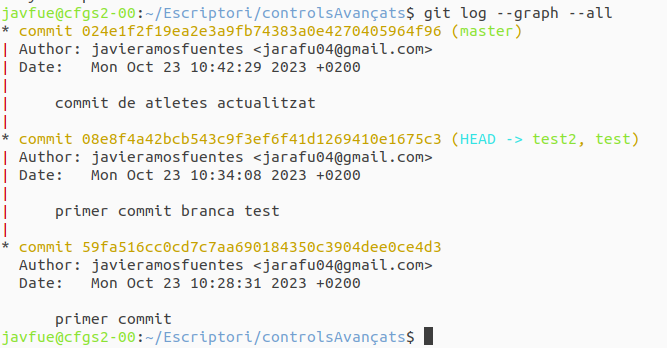 javfue@cfgs2-00:~/Escriptori/controlsAvançats$ git log --graph --all
* commit 024e1f2f19ea2e3a9fb74383a0e4270405964f96 (master)
| Author: javieramosfuentes <jarafu04@gmail.com>
| Date:   Mon Oct 23 10:42:29 2023 +0200
|
|     commit de atletes actualitzat
|
* commit 08e8f4a42bcb543c9f3ef6f41d1269410e1675c3 (HEAD -> test2, test)
| Author: javieramosfuentes <jarafu04@gmail.com>
| Date:   Mon Oct 23 10:34:08 2023 +0200
|
|     primer commit branca test
|
* commit 59fa516cc0cd7c7aa690184350c3904dee0ce4d3
  Author: javieramosfuentes <jarafu04@gmail.com>
  Date:   Mon Oct 23 10:28:31 2023 +0200

      primer commit
javfue@cfgs2-00:~/Escriptori/controlsAvançats$